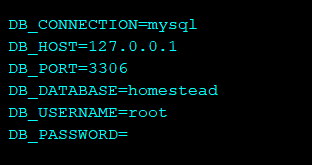 DB_CONNECTION=mysql
DB_HOST=127.0.0.1
DB_PORT=3306
DB_DATABASE=homestead
DB_USERNAME=root
DB_PASSWORD=